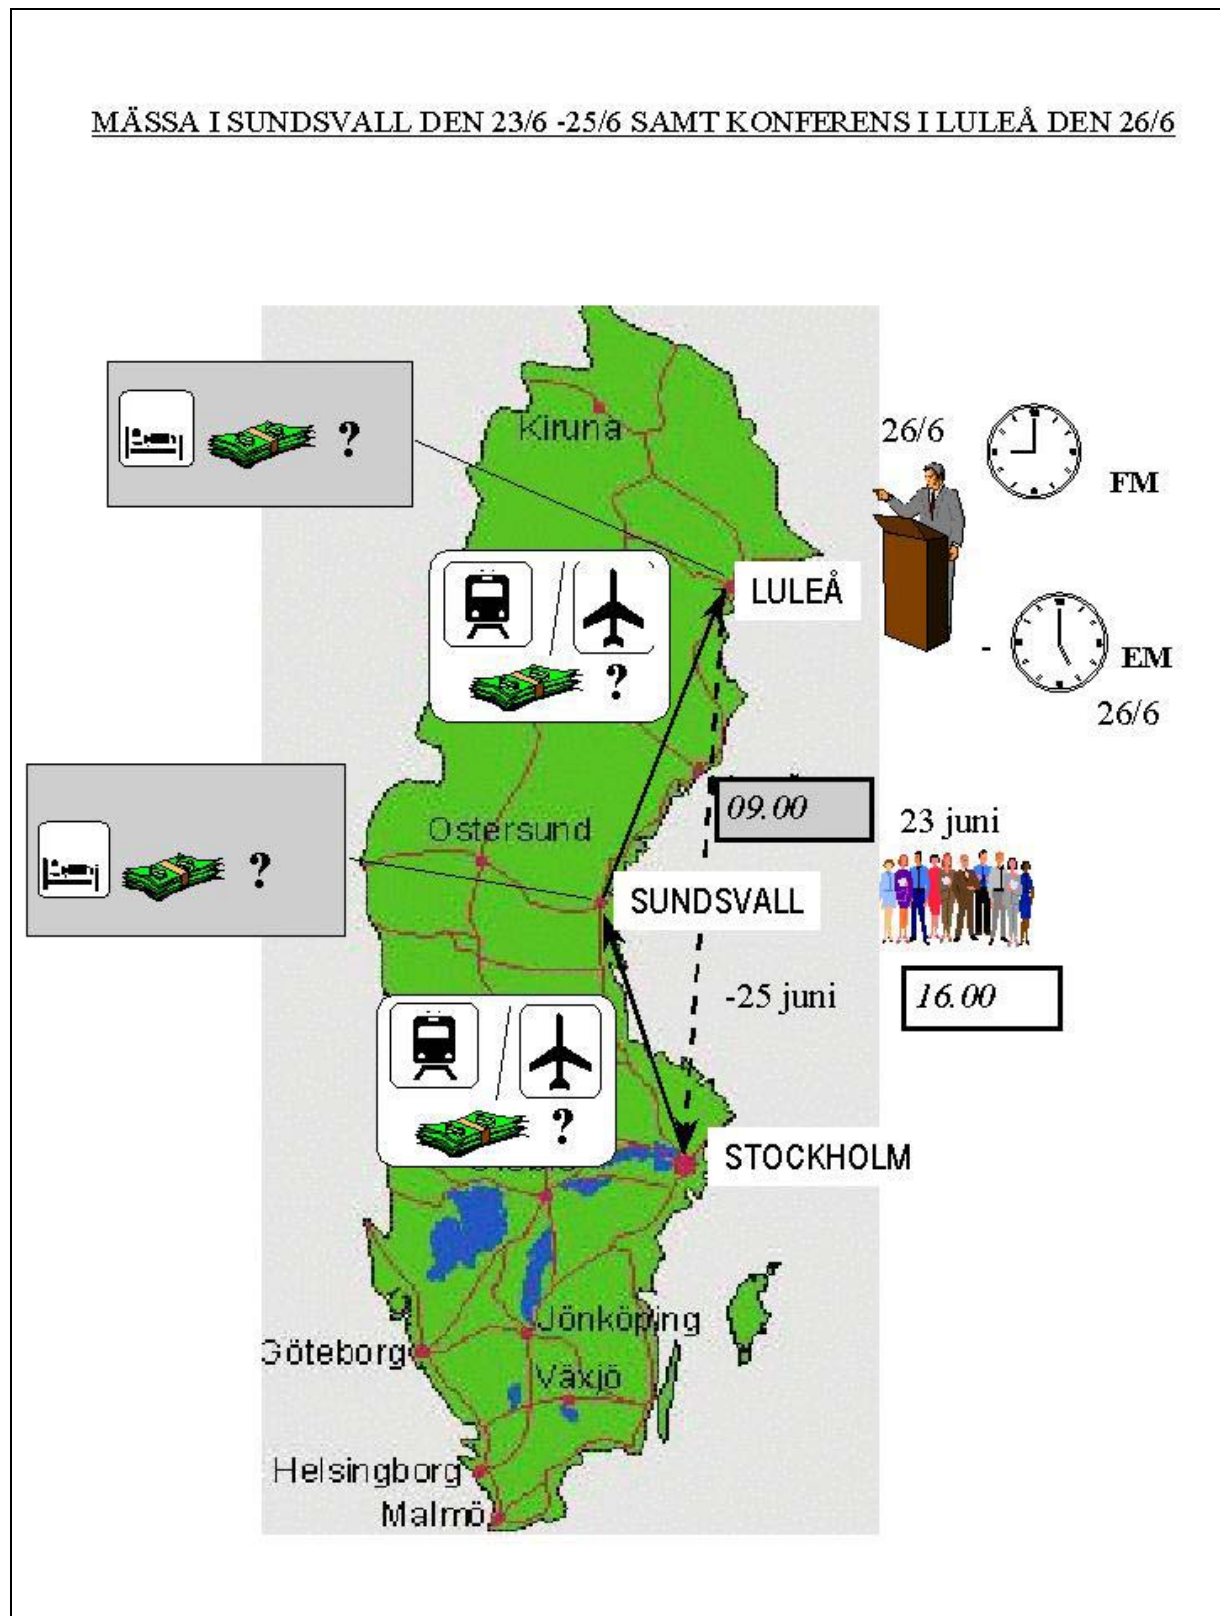 MÄSSA I SUNDSVALL DEN 23/6 -25/6 SAMT KONFERENS I LULEÅ DEN 26/6
Kiruna
?
26/6
FM
LULEÅ
?
-
EM
26/6
09.00
23 juni
Ostersund
?
SUNDSVALL
-25 juni
16.00
?
STOCKHOLM
Jönköping
Göteborg
Växjö
Helsingborg
Malmö